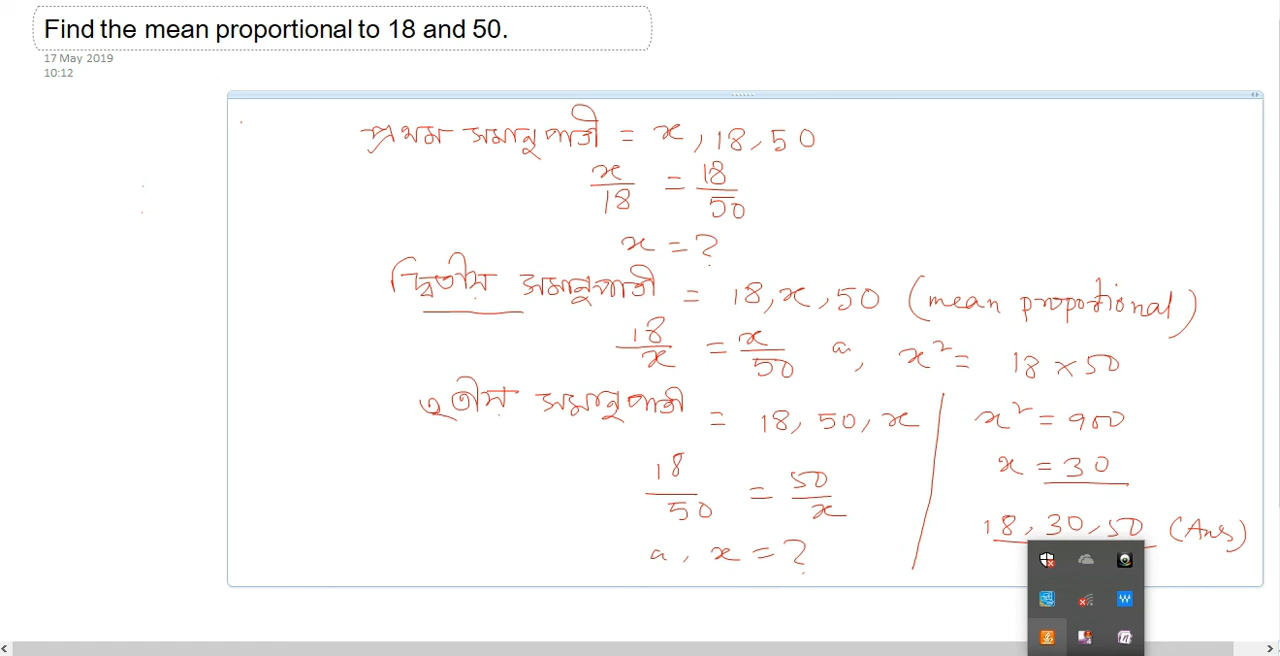 Find the mean proportional to 18 and 50.
17 May 2019
10:12
প্রথম সমানুপাতী = x, 18, 50
x/18 = 18/50
x = ?
দ্বিতীয় সমানুপাতী = 18, x, 50 (mean proportional)
18/x = x/50 বা, x² = 18 × 50
তৃতীয় সমানুপাতী = 18, 50, x
x² = 900
x = 30
18/50 = 50/x
18, 30, 50 (Ans)
বা, x = ?